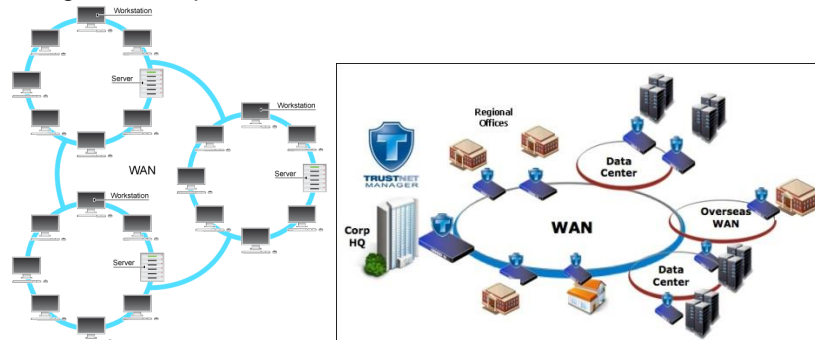 Workstation
Server
Workstation
WAN
Server
Workstation
Server
Regional
Offices
T
TRUSTNET
MANAGER
Data
Center
Corp
HQ
WAN
Overseas
WAN
Data
Center